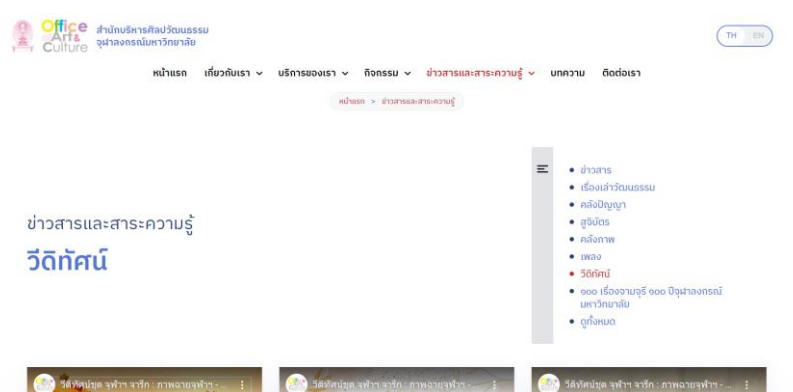 Office
Art &
Culture
สำนักบริหารศิลปวัฒนธรรม
จุฬาลงกรณ์มหาวิทยาลัย
TH EN
หน้าแรก เกี่ยวกับเรา บริการของเรา กิจกรรม ข่าวสารและสาระความรู้ บทความ ติดต่อเรา
หน้าแรก > ข่าวสารและสาระความรู้
ข่าวสารและสาระความรู้
วีดิทัศน์
ข่าวสาร
เรื่องเล่าวัฒนธรรม
คลังปัญญา
สูจิบัตร
คลังภาพ
เพลง
วีดิทัศน์
๑๐๐ เรื่องจามจุรี ๑๐๐ ปีจุฬาลงกรณ์
มหาวิทยาลัย
ดูทั้งหมด
วีดิทัศน์ชุด จุฬาฯ จารึก : ภาพฉายจุฬาฯ - ...
วีดิทัศน์ชุด จุฬาฯ จารึก : ภาพฉายจุฬาฯ - ...
วีดิทัศน์ชุด จุฬาฯ จารึก : ภาพฉายจุฬาฯ - ...